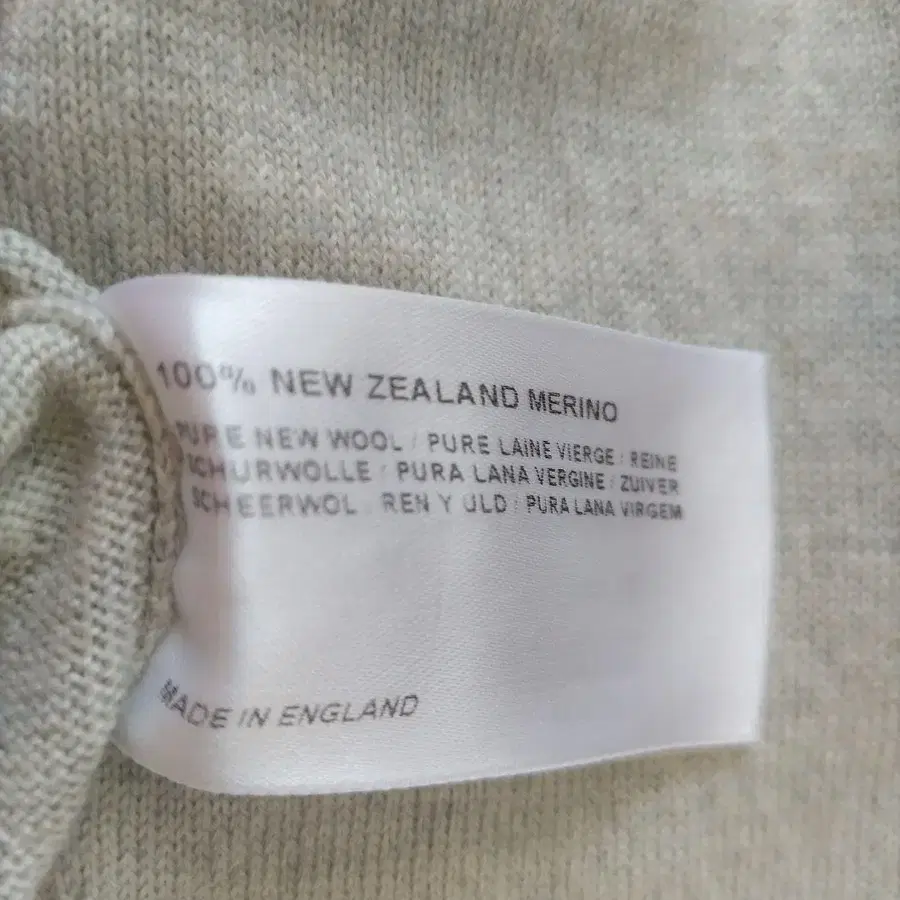 100% NEW ZEALAND MERINO
PURE NEW WOOL / PURE LAINE VIERGE / REINE
SCHURWOLLE / PURA LANA VERGINE / ZUIVER
SCHEERWOL / REN Y ULD / PURA LANA VIRGEM
MADE IN ENGLAND